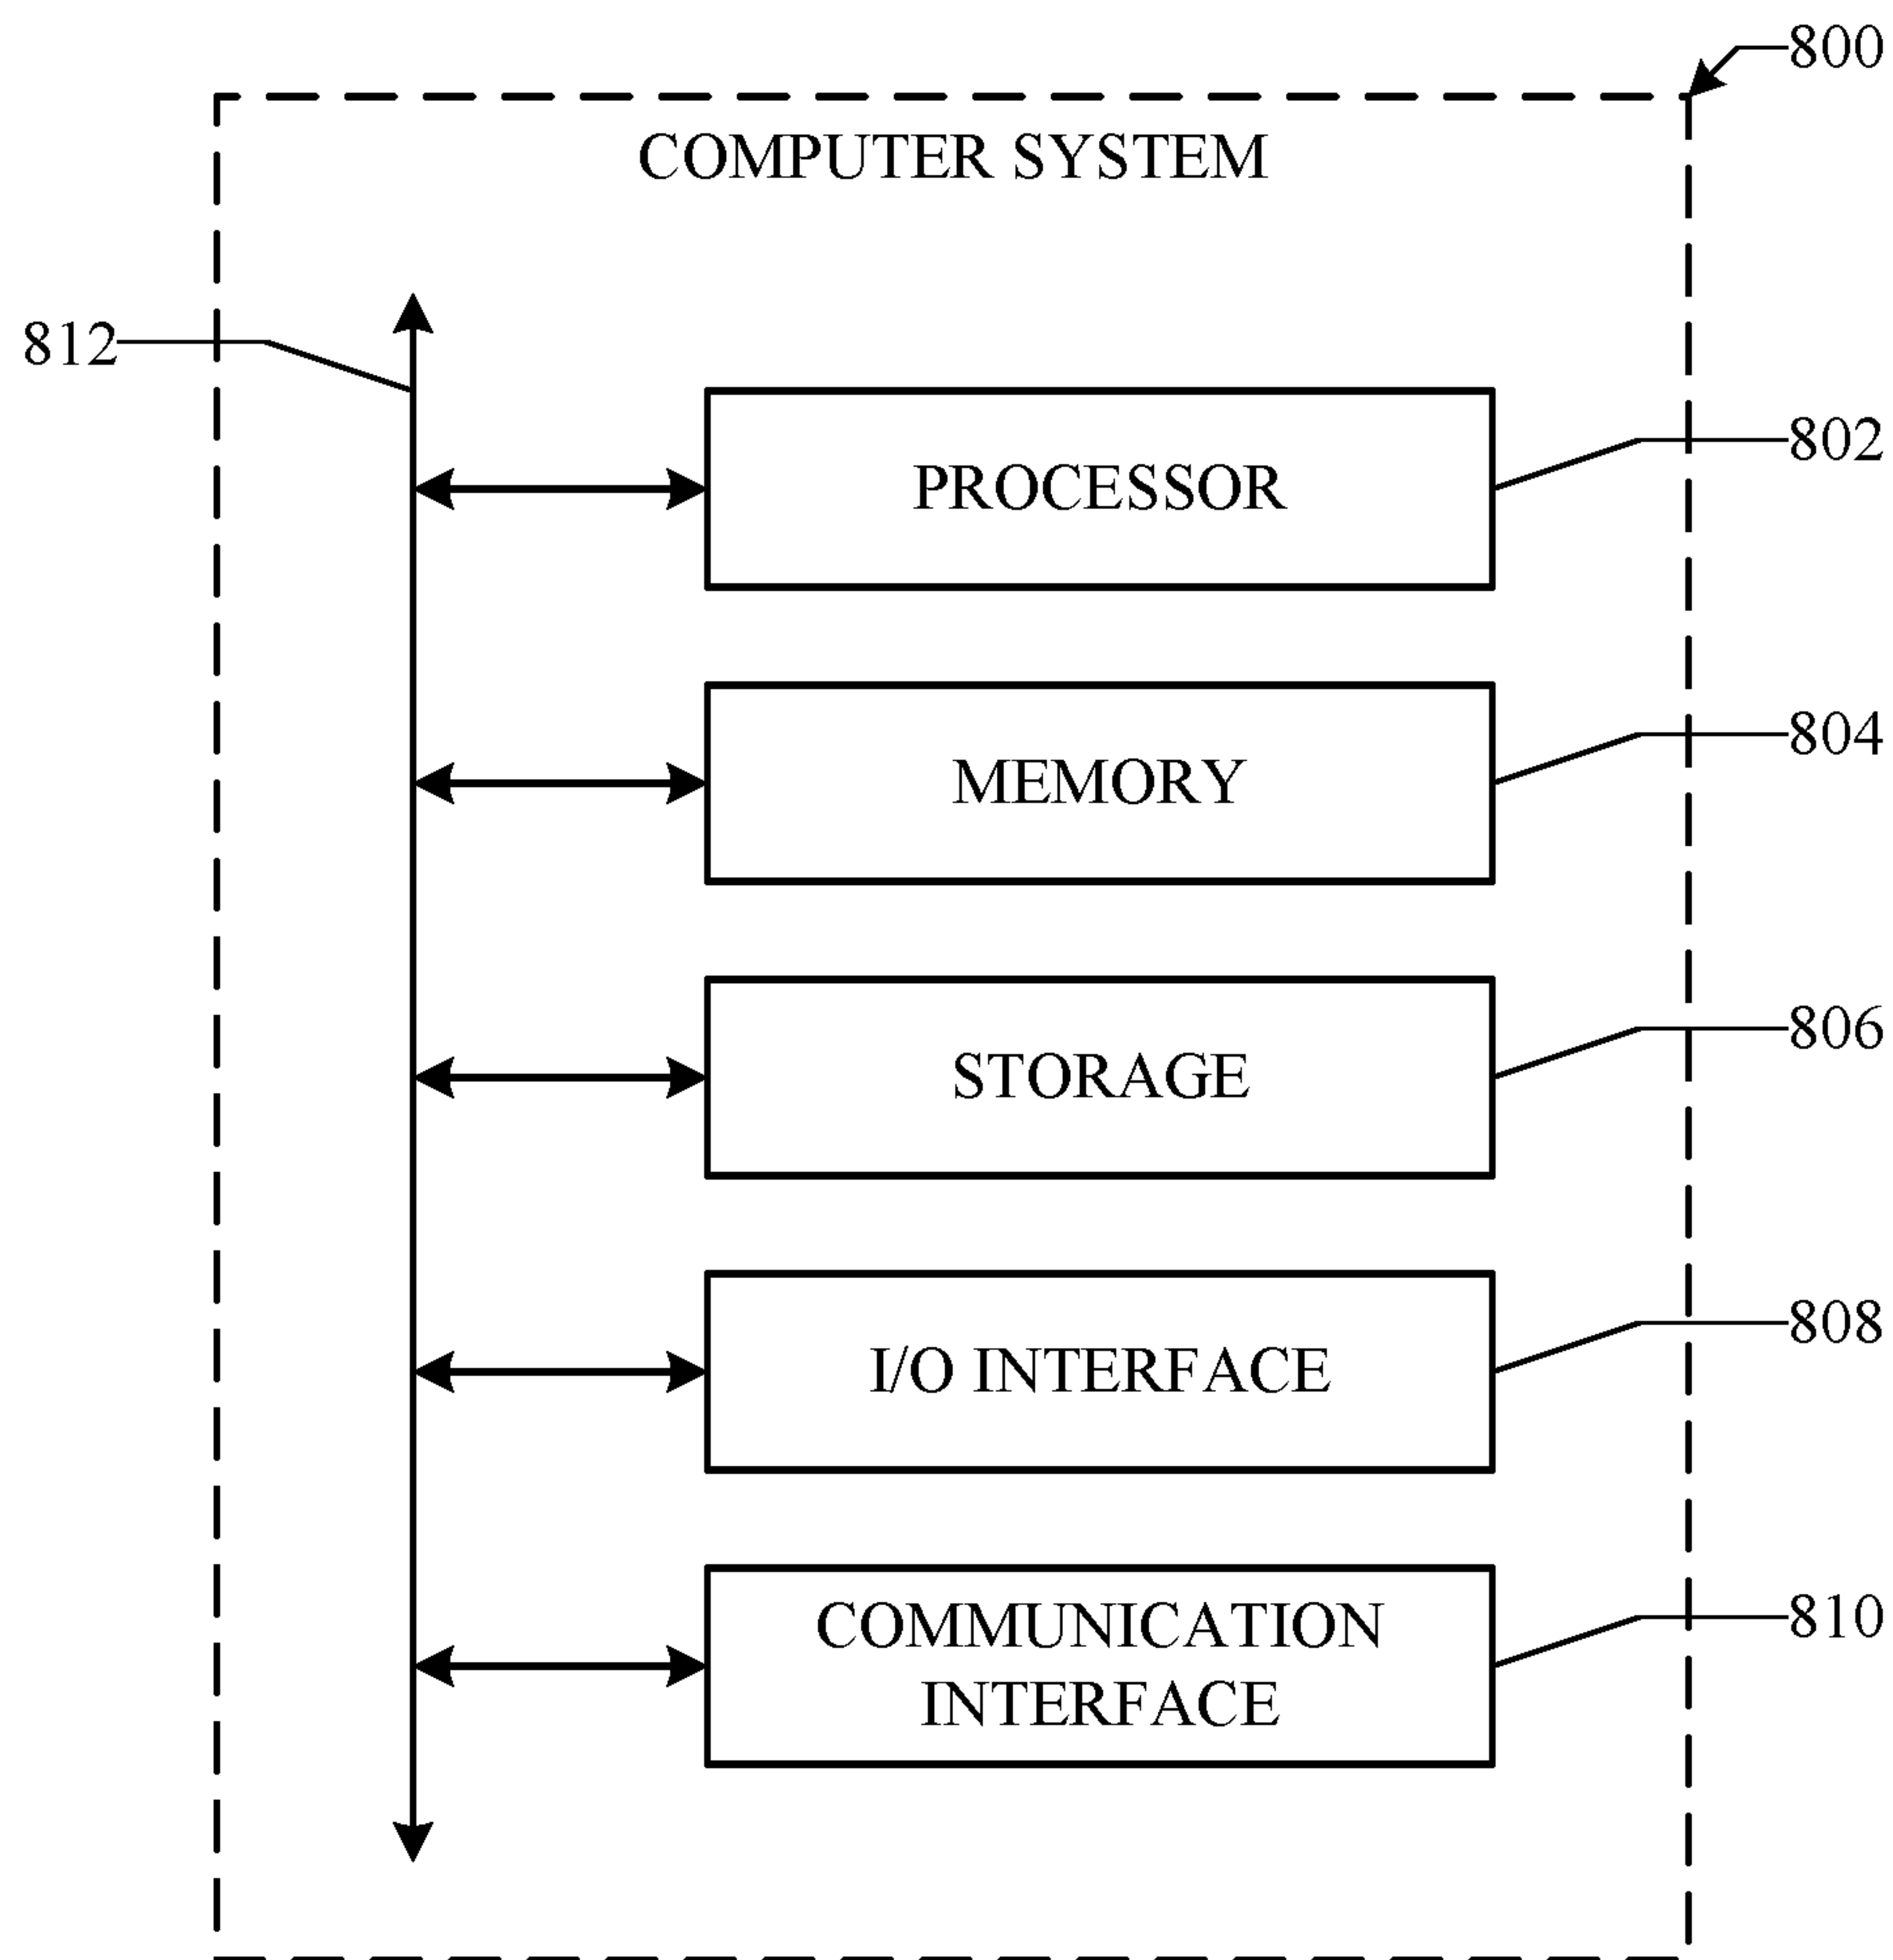 800
COMPUTER SYSTEM
812
802
PROCESSOR
804
MEMORY
806
STORAGE
808
I/O INTERFACE
810
COMMUNICATION
INTERFACE